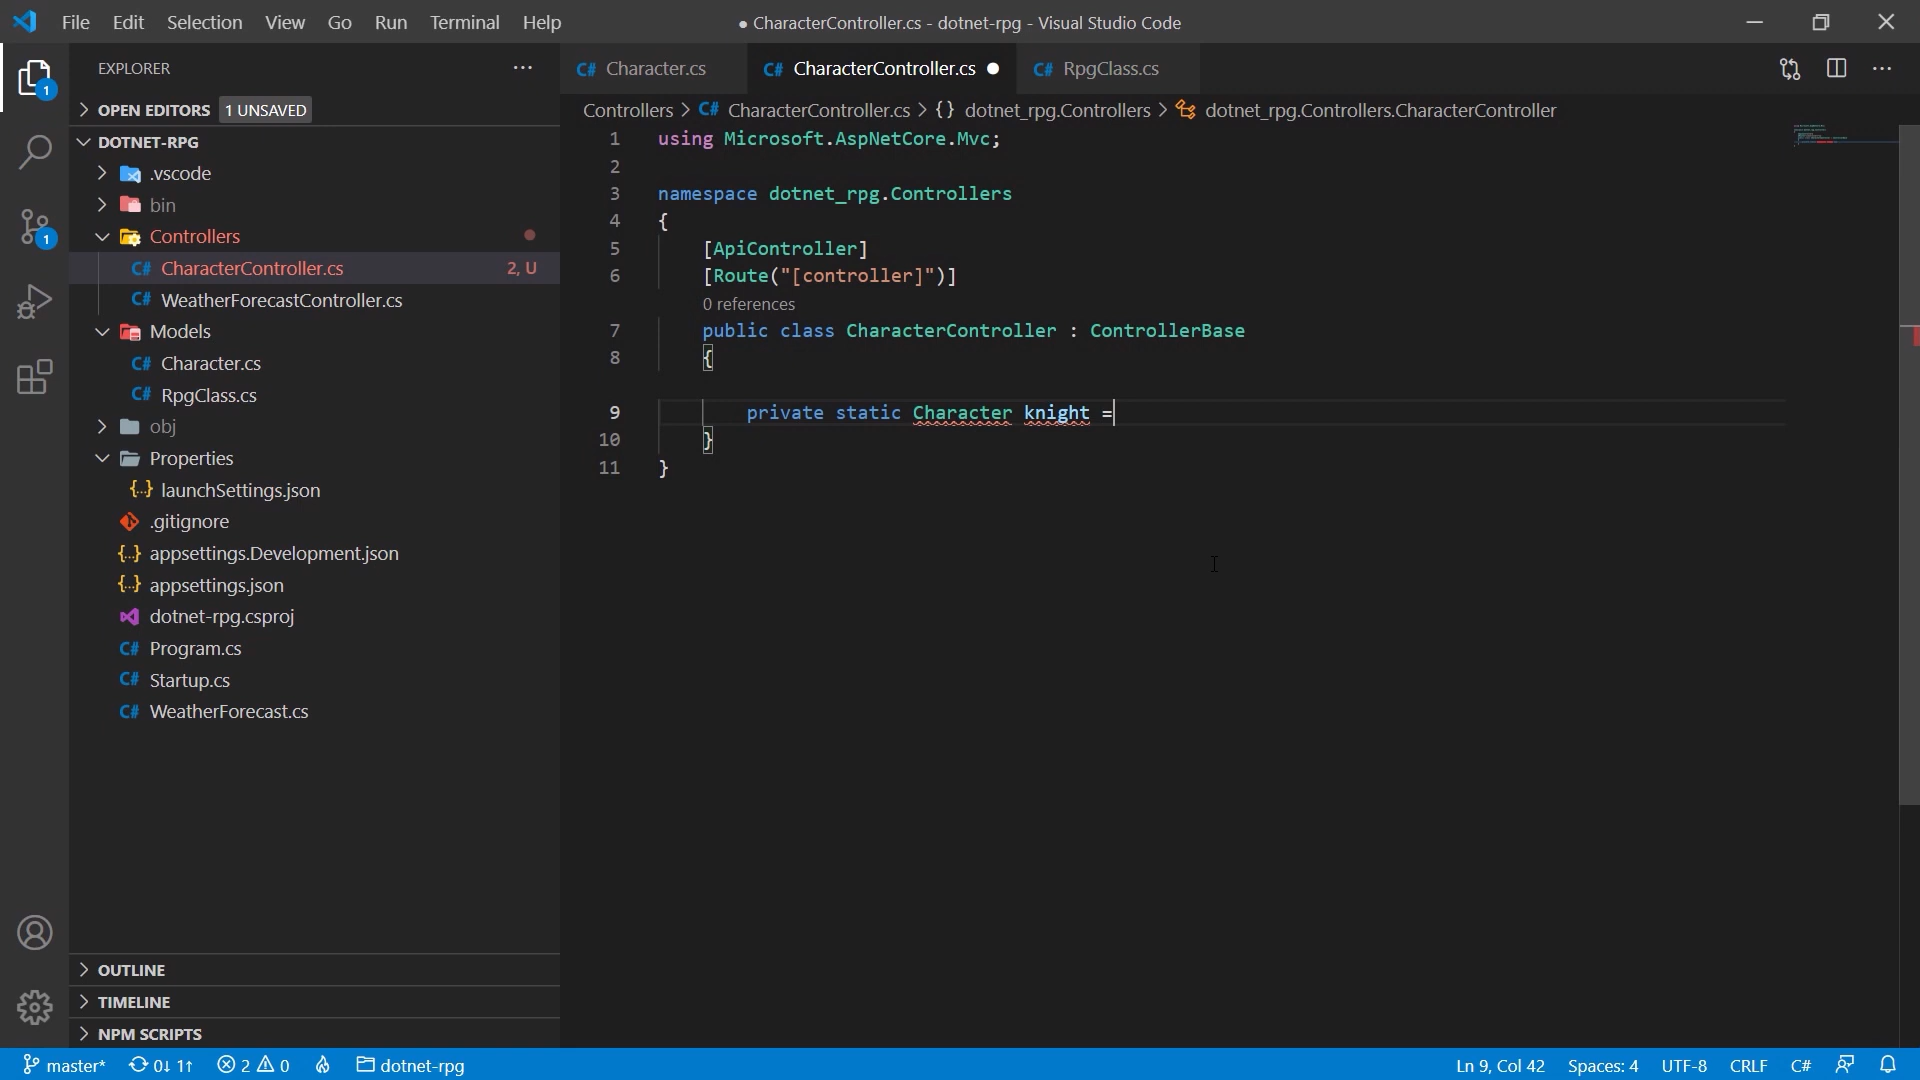 File Edit Selection View Go Run Terminal Help ● CharacterController.cs - dotnet-rpg - Visual Studio Code
EXPLORER
Character.cs CharacterController.cs RpgClass.cs
OPEN EDITORS 1 UNSAVED
Controllers > CharacterController.cs > {} dotnet_rpg.Controllers > dotnet_rpg.Controllers.CharacterController
DOTNET-RPG
.vscode
bin
Controllers
CharacterController.cs 2, U
WeatherForecastController.cs
Models
Character.cs
RpgClass.cs
obj
Properties
launchSettings.json
.gitignore
appsettings.Development.json
appsettings.json
dotnet-rpg.csproj
Program.cs
Startup.cs
WeatherForecast.cs
OUTLINE
TIMELINE
NPM SCRIPTS
1 using Microsoft.AspNetCore.Mvc;
2
3 namespace dotnet_rpg.Controllers
4 {
5 [ApiController]
6 [Route("[controller]")]
0 references
7 public class CharacterController : ControllerBase
8 {
9 private static Character knight =
10 }
11 }
1
1
master* 0↓ 1↑ 2 0 dotnet-rpg Ln 9, Col 42 Spaces: 4 UTF-8 CRLF C#